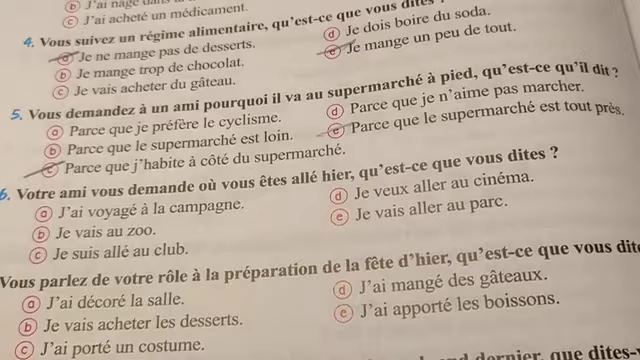 ⓑ J'ai nagé dans
ⓒ J'ai acheté un médicament.
4. Vous suivez un régime alimentaire, qu'est-ce que vous dites ?
ⓐ Je ne mange pas de desserts.
ⓓ Je dois boire du soda.
ⓑ Je mange trop de chocolat.
ⓔ Je mange un peu de tout.
ⓒ Je vais acheter du gâteau.
5. Vous demandez à un ami pourquoi il va au supermarché à pied, qu'est-ce qu'il dit ?
ⓐ Parce que je préfère le cyclisme.
ⓓ Parce que je n'aime pas marcher.
ⓑ Parce que le supermarché est loin.
ⓔ Parce que le supermarché est tout près.
ⓒ Parce que j'habite à côté du supermarché.
6. Votre ami vous demande où vous êtes allé hier, qu'est-ce que vous dites ?
ⓐ J'ai voyagé à la campagne.
ⓓ Je veux aller au cinéma.
ⓑ Je vais au zoo.
ⓔ Je vais aller au parc.
ⓒ Je suis allé au club.
Vous parlez de votre rôle à la préparation de la fête d'hier, qu'est-ce que vous dite
ⓐ J'ai décoré la salle.
ⓓ J'ai mangé des gâteaux.
ⓑ Je vais acheter les desserts.
ⓔ J'ai apporté les boissons.
ⓒ J'ai porté un costume.
dernier, que dites-